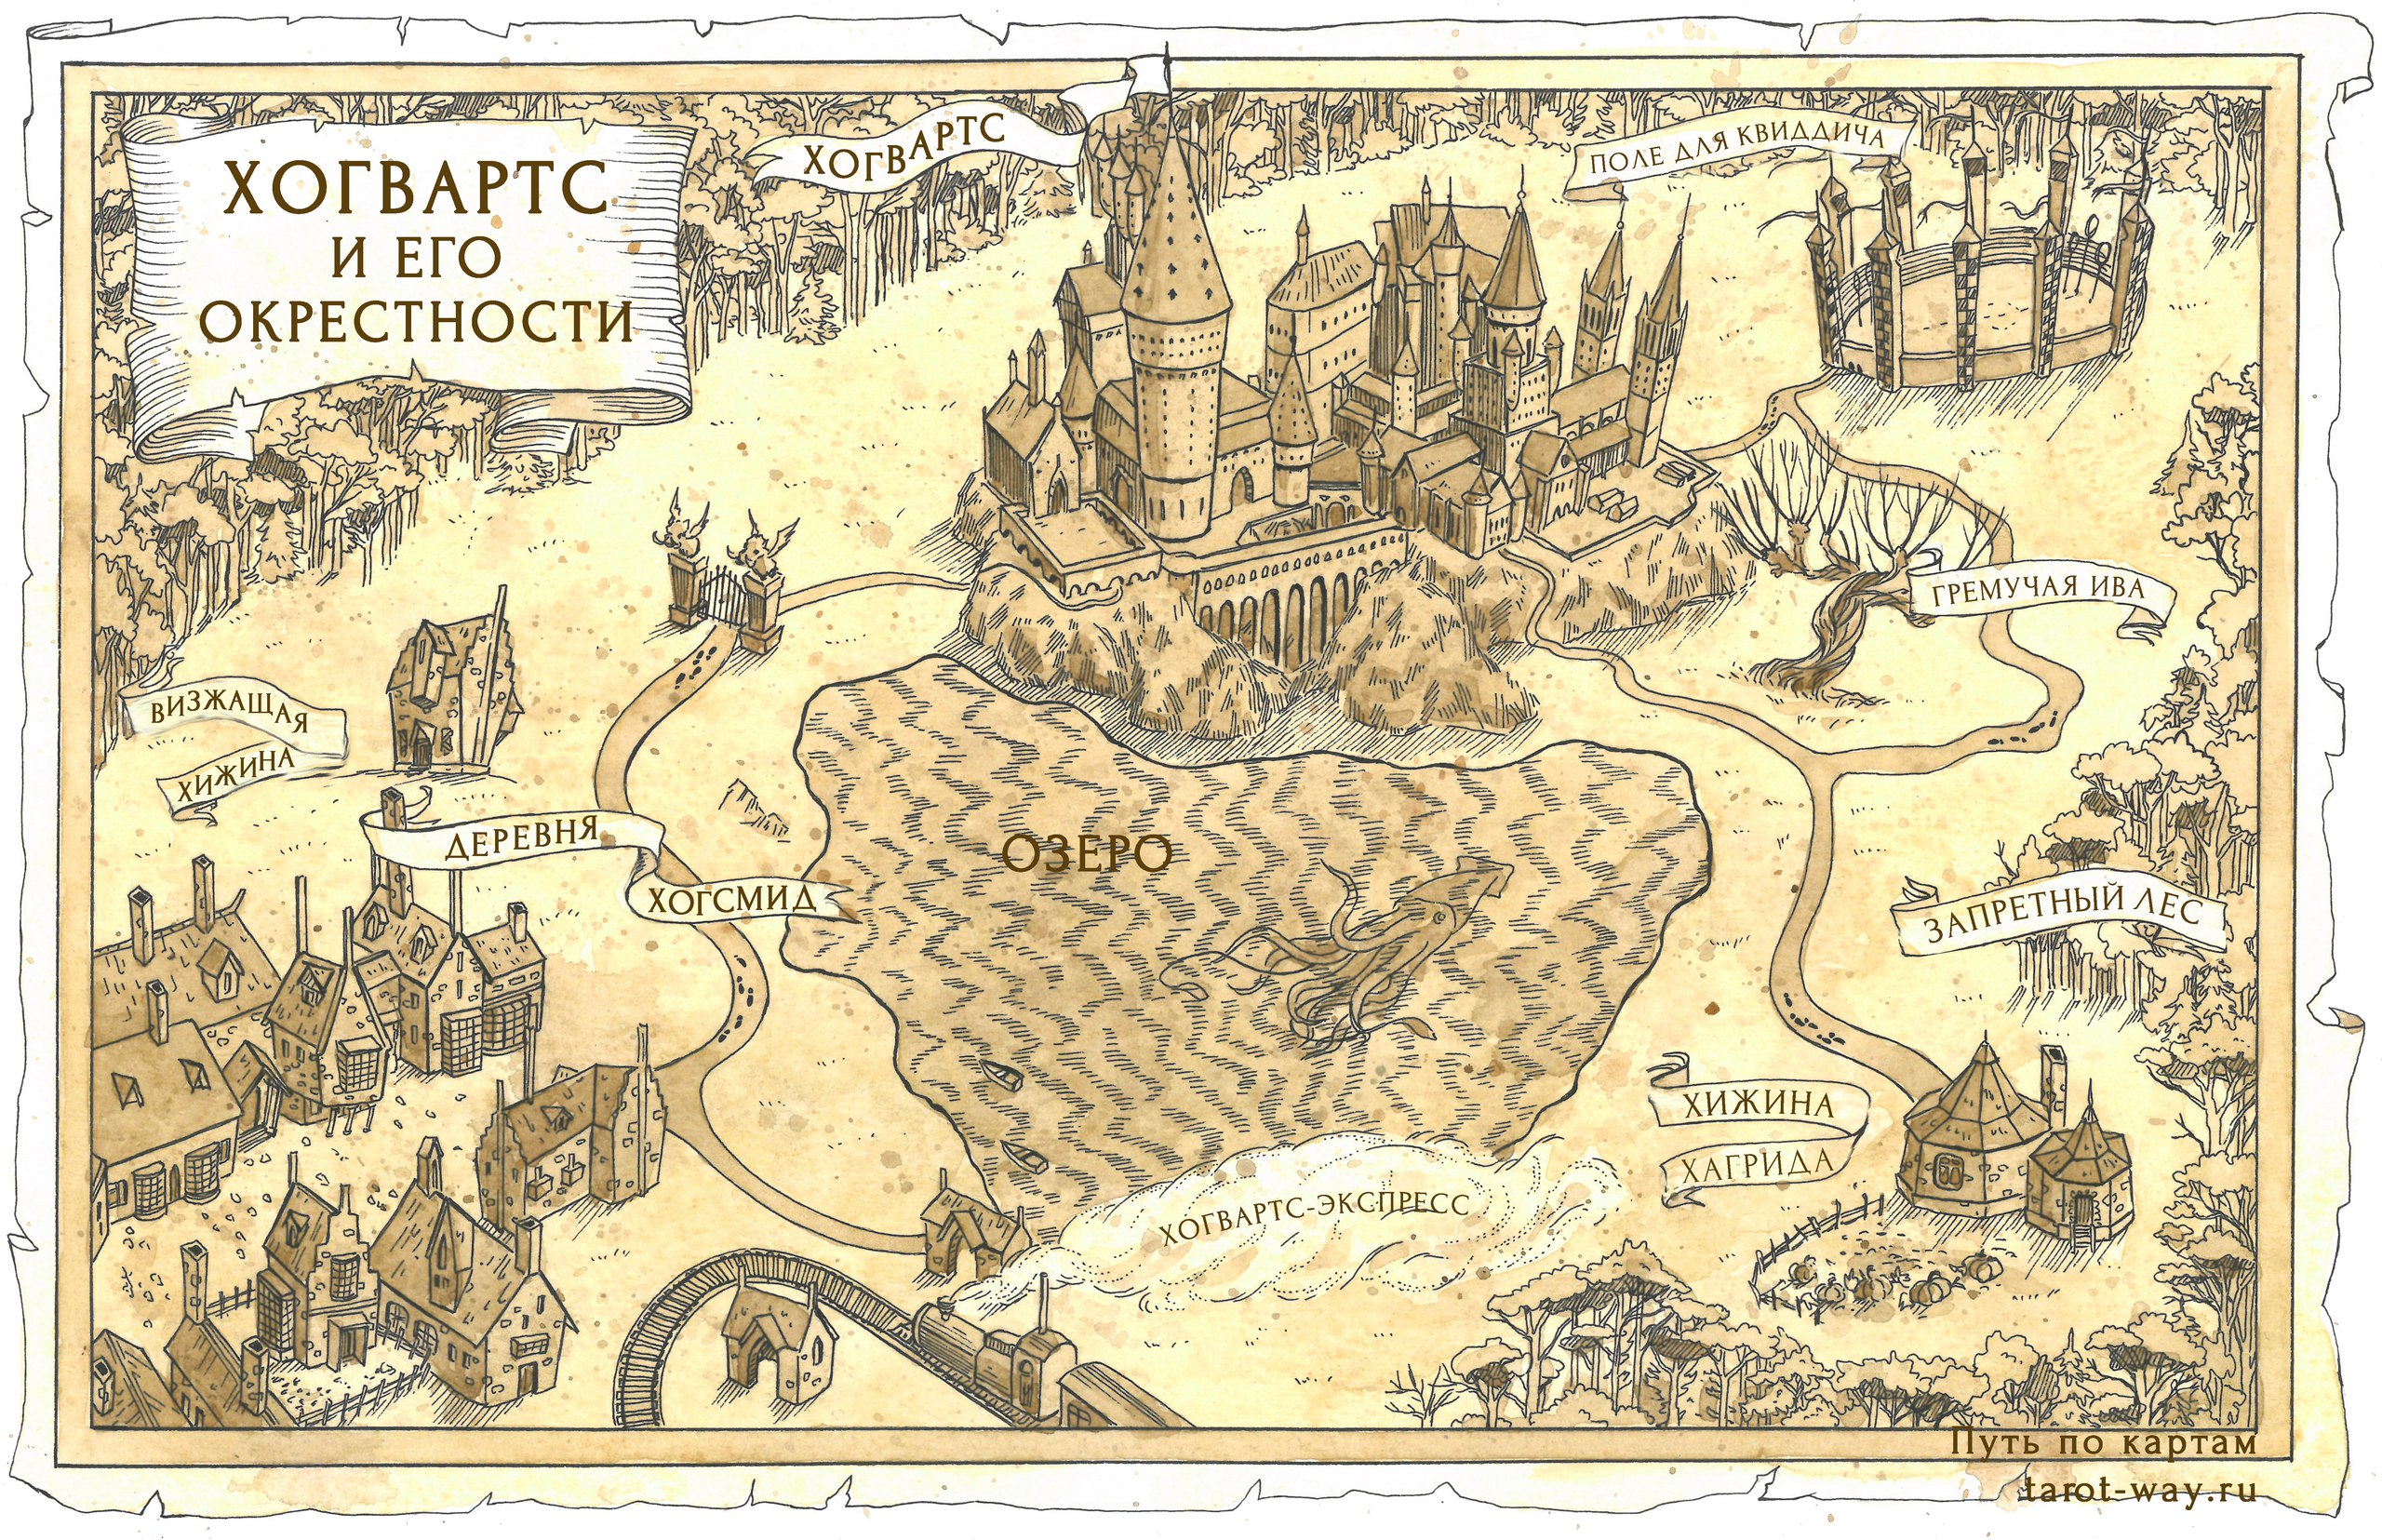 ХОГВАРТС
И ЕГО
ОКРЕСТНОСТИ
ХОГВАРТС
ПОЛЕ ДЛЯ КВИДДИЧА
ГРЕМУЧАЯ ИВА
ВИЗЖАЩАЯ
ХИЖИНА
ДЕРЕВНЯ
ХОГСМИД
ОЗЕРО
ЗАПРЕТНЫЙ ЛЕС
ХИЖИНА
ХАГРИДА
ХОГВАРТС-ЭКСПРЕСС
Путь по картам
tarot-way.ru